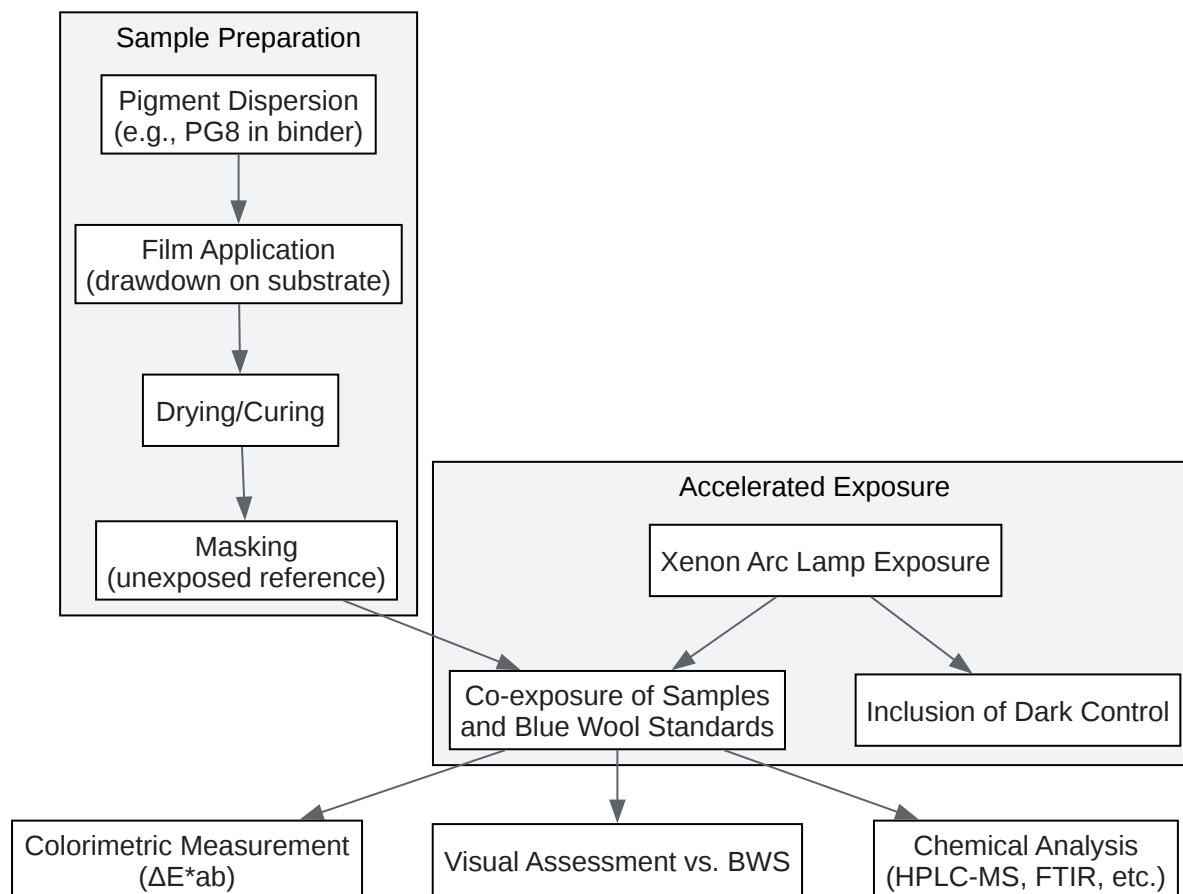 Sample Preparation
Pigment Dispersion
(e.g., PG8 in binder)
Film Application
(drawdown on substrate)
Drying/Curing
Masking
(unexposed reference)
Accelerated Exposure
Xenon Arc Lamp Exposure
Co-exposure of Samples
and Blue Wool Standards
Inclusion of Dark Control
Colorimetric Measurement
(ΔE*ab)
Visual Assessment vs. BWS
Chemical Analysis
(HPLC-MS, FTIR, etc.)